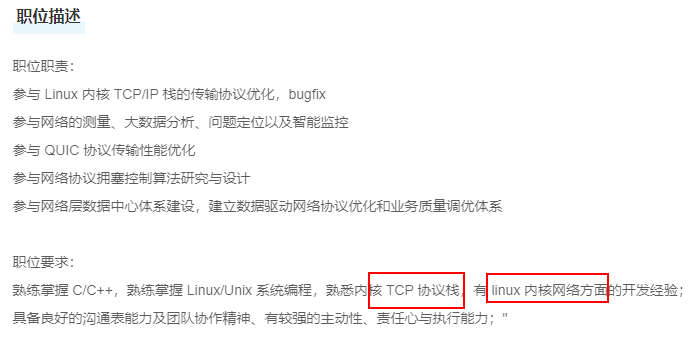 职位描述
职位职责：
参与 Linux 内核 TCP/IP 栈的传输协议优化，bugfix
参与网络的测量、大数据分析、问题定位以及智能监控
参与 QUIC 协议传输性能优化
参与网络协议拥塞控制算法研究与设计
参与网络层数据中心体系建设，建立数据驱动网络协议优化和业务质量调优体系
职位要求：
熟练掌握 C/C++，熟练掌握 Linux/Unix 系统编程，熟悉内核 TCP 协议栈，有 linux 内核网络方面的开发经验；
具备良好的沟通表能力及团队协作精神、有较强的主动性、责任心与执行能力；"